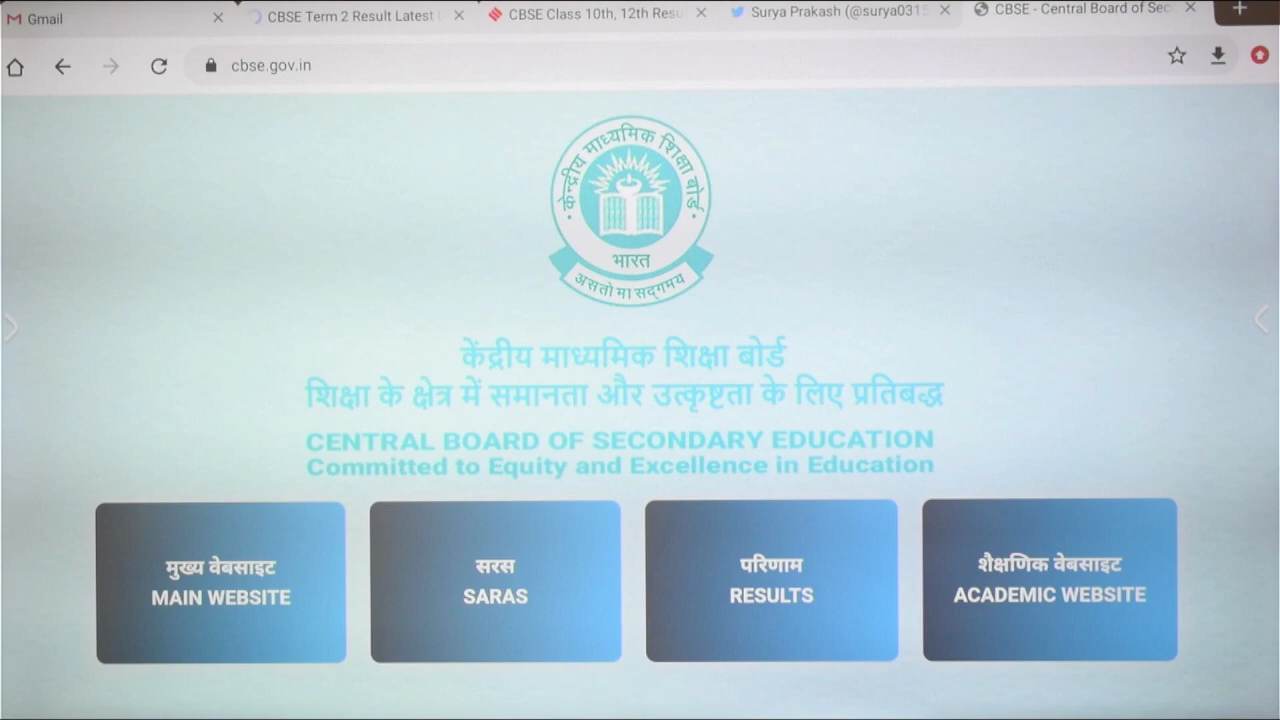 Gmail
CBSE Term 2 Result Latest
CBSE Class 10th, 12th Resu
Surya Prakash (@surya0315
CBSE - Central Board of Sec
cbse.gov.in
केन्द्रीय माध्यमिक शिक्षा बोर्ड
भारत
असतो मा सद्गमय
केंद्रीय माध्यमिक शिक्षा बोर्ड
शिक्षा के क्षेत्र में समानता और उत्कृष्टता के लिए प्रतिबद्ध
CENTRAL BOARD OF SECONDARY EDUCATION
Committed to Equity and Excellence in Education
मुख्य वेबसाइट
MAIN WEBSITE
सरस
SARAS
परिणाम
RESULTS
शैक्षणिक वेबसाइट
ACADEMIC WEBSITE